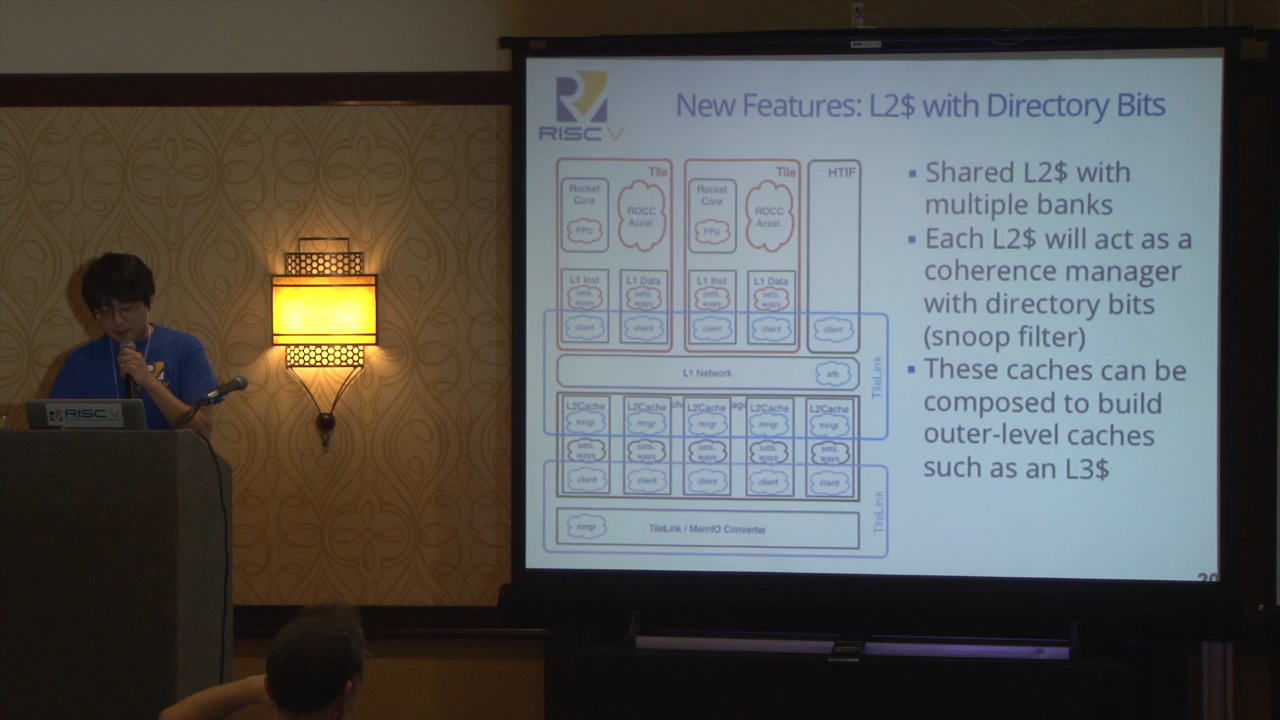 RISC-V
New Features: L2$ with Directory Bits
Tile
Rocket
Core
FPU
ROCC
Accel.
L1 Inst
sets,
ways
client
L1 Data
sets,
ways
client
Tile
Rocket
Core
FPU
ROCC
Accel.
L1 Inst
sets,
ways
client
L1 Data
sets,
ways
client
HTIF
client
L1 Network
arb
TileLink
L2Cache
mngr
sets,
ways
client
L2Cache
mngr
sets,
ways
client
L2Cache
mngr
sets,
ways
client
L2Cache
mngr
sets,
ways
client
L2Cache
mngr
sets,
ways
client
TileLink
mngr
TileLink / MemIO Converter
▪ Shared L2$ with
multiple banks
▪ Each L2$ will act as a
coherence manager
with directory bits
(snoop filter)
▪ These caches can be
composed to build
outer-level caches
such as an L3$
20
RISC-V